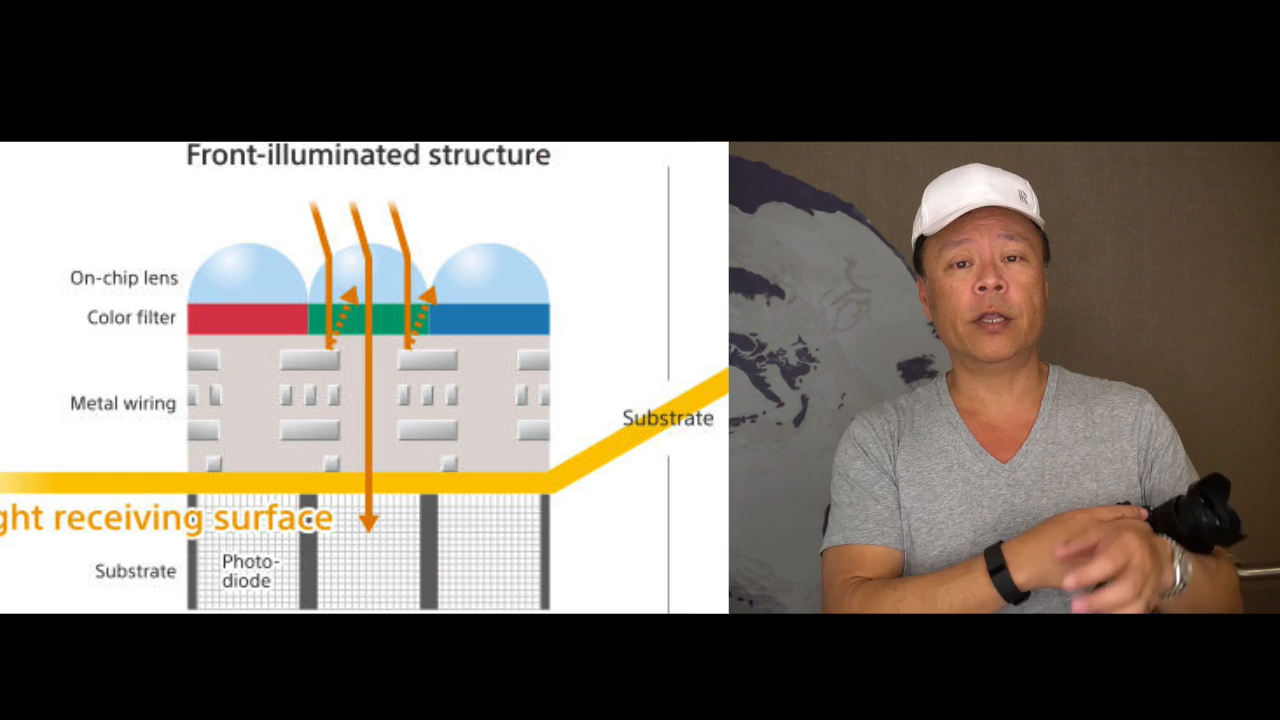 Front-illuminated structure
On-chip lens
Color filter
Metal wiring
Substrate
ght receiving surface
Photo-
diode
Substrate